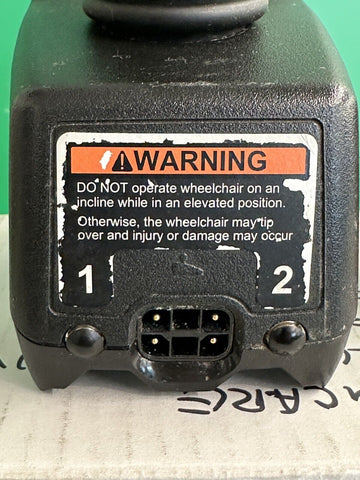 WARNING
DO NOT operate wheelchair on an
incline while in an elevated position.
Otherwise, the wheelchair may tip
over and injury or damage may occur
1 2